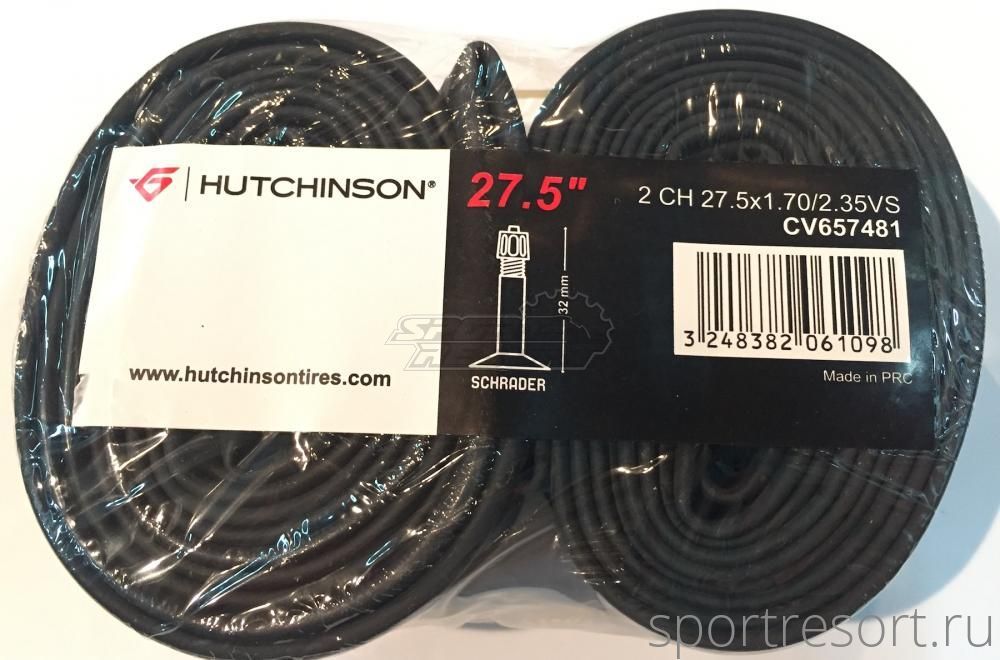 HUTCHINSON®
27.5"
2 CH 27.5x1.70/2.35VS
CV657481
32 mm
3 248382 061098
Made in PRC
www.hutchinsontires.com
SCHRADER
sportresort.ru